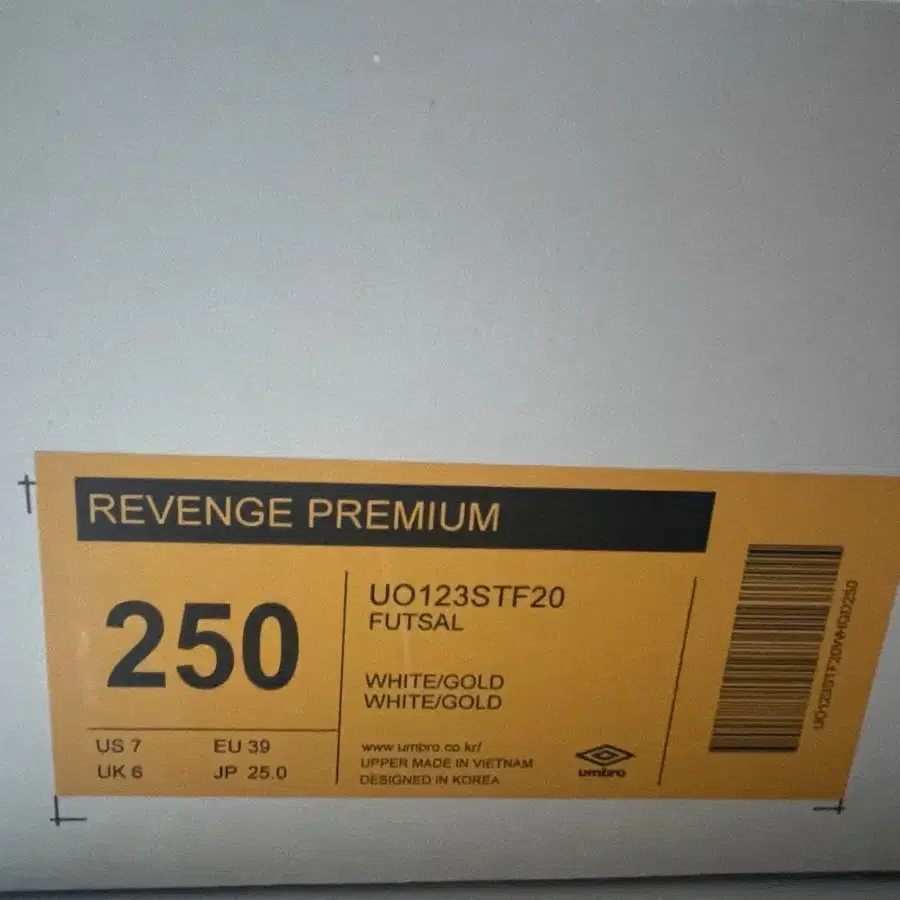 REVENGE PREMIUM
250
US 7 EU 39
UK 6 JP 25.0
UO123STF20
FUTSAL
WHITE/GOLD
WHITE/GOLD
www.umbro.co.kr/
UPPER MADE IN VIETNAM
DESIGNED IN KOREA
umbro
UO123STF20WHGD250